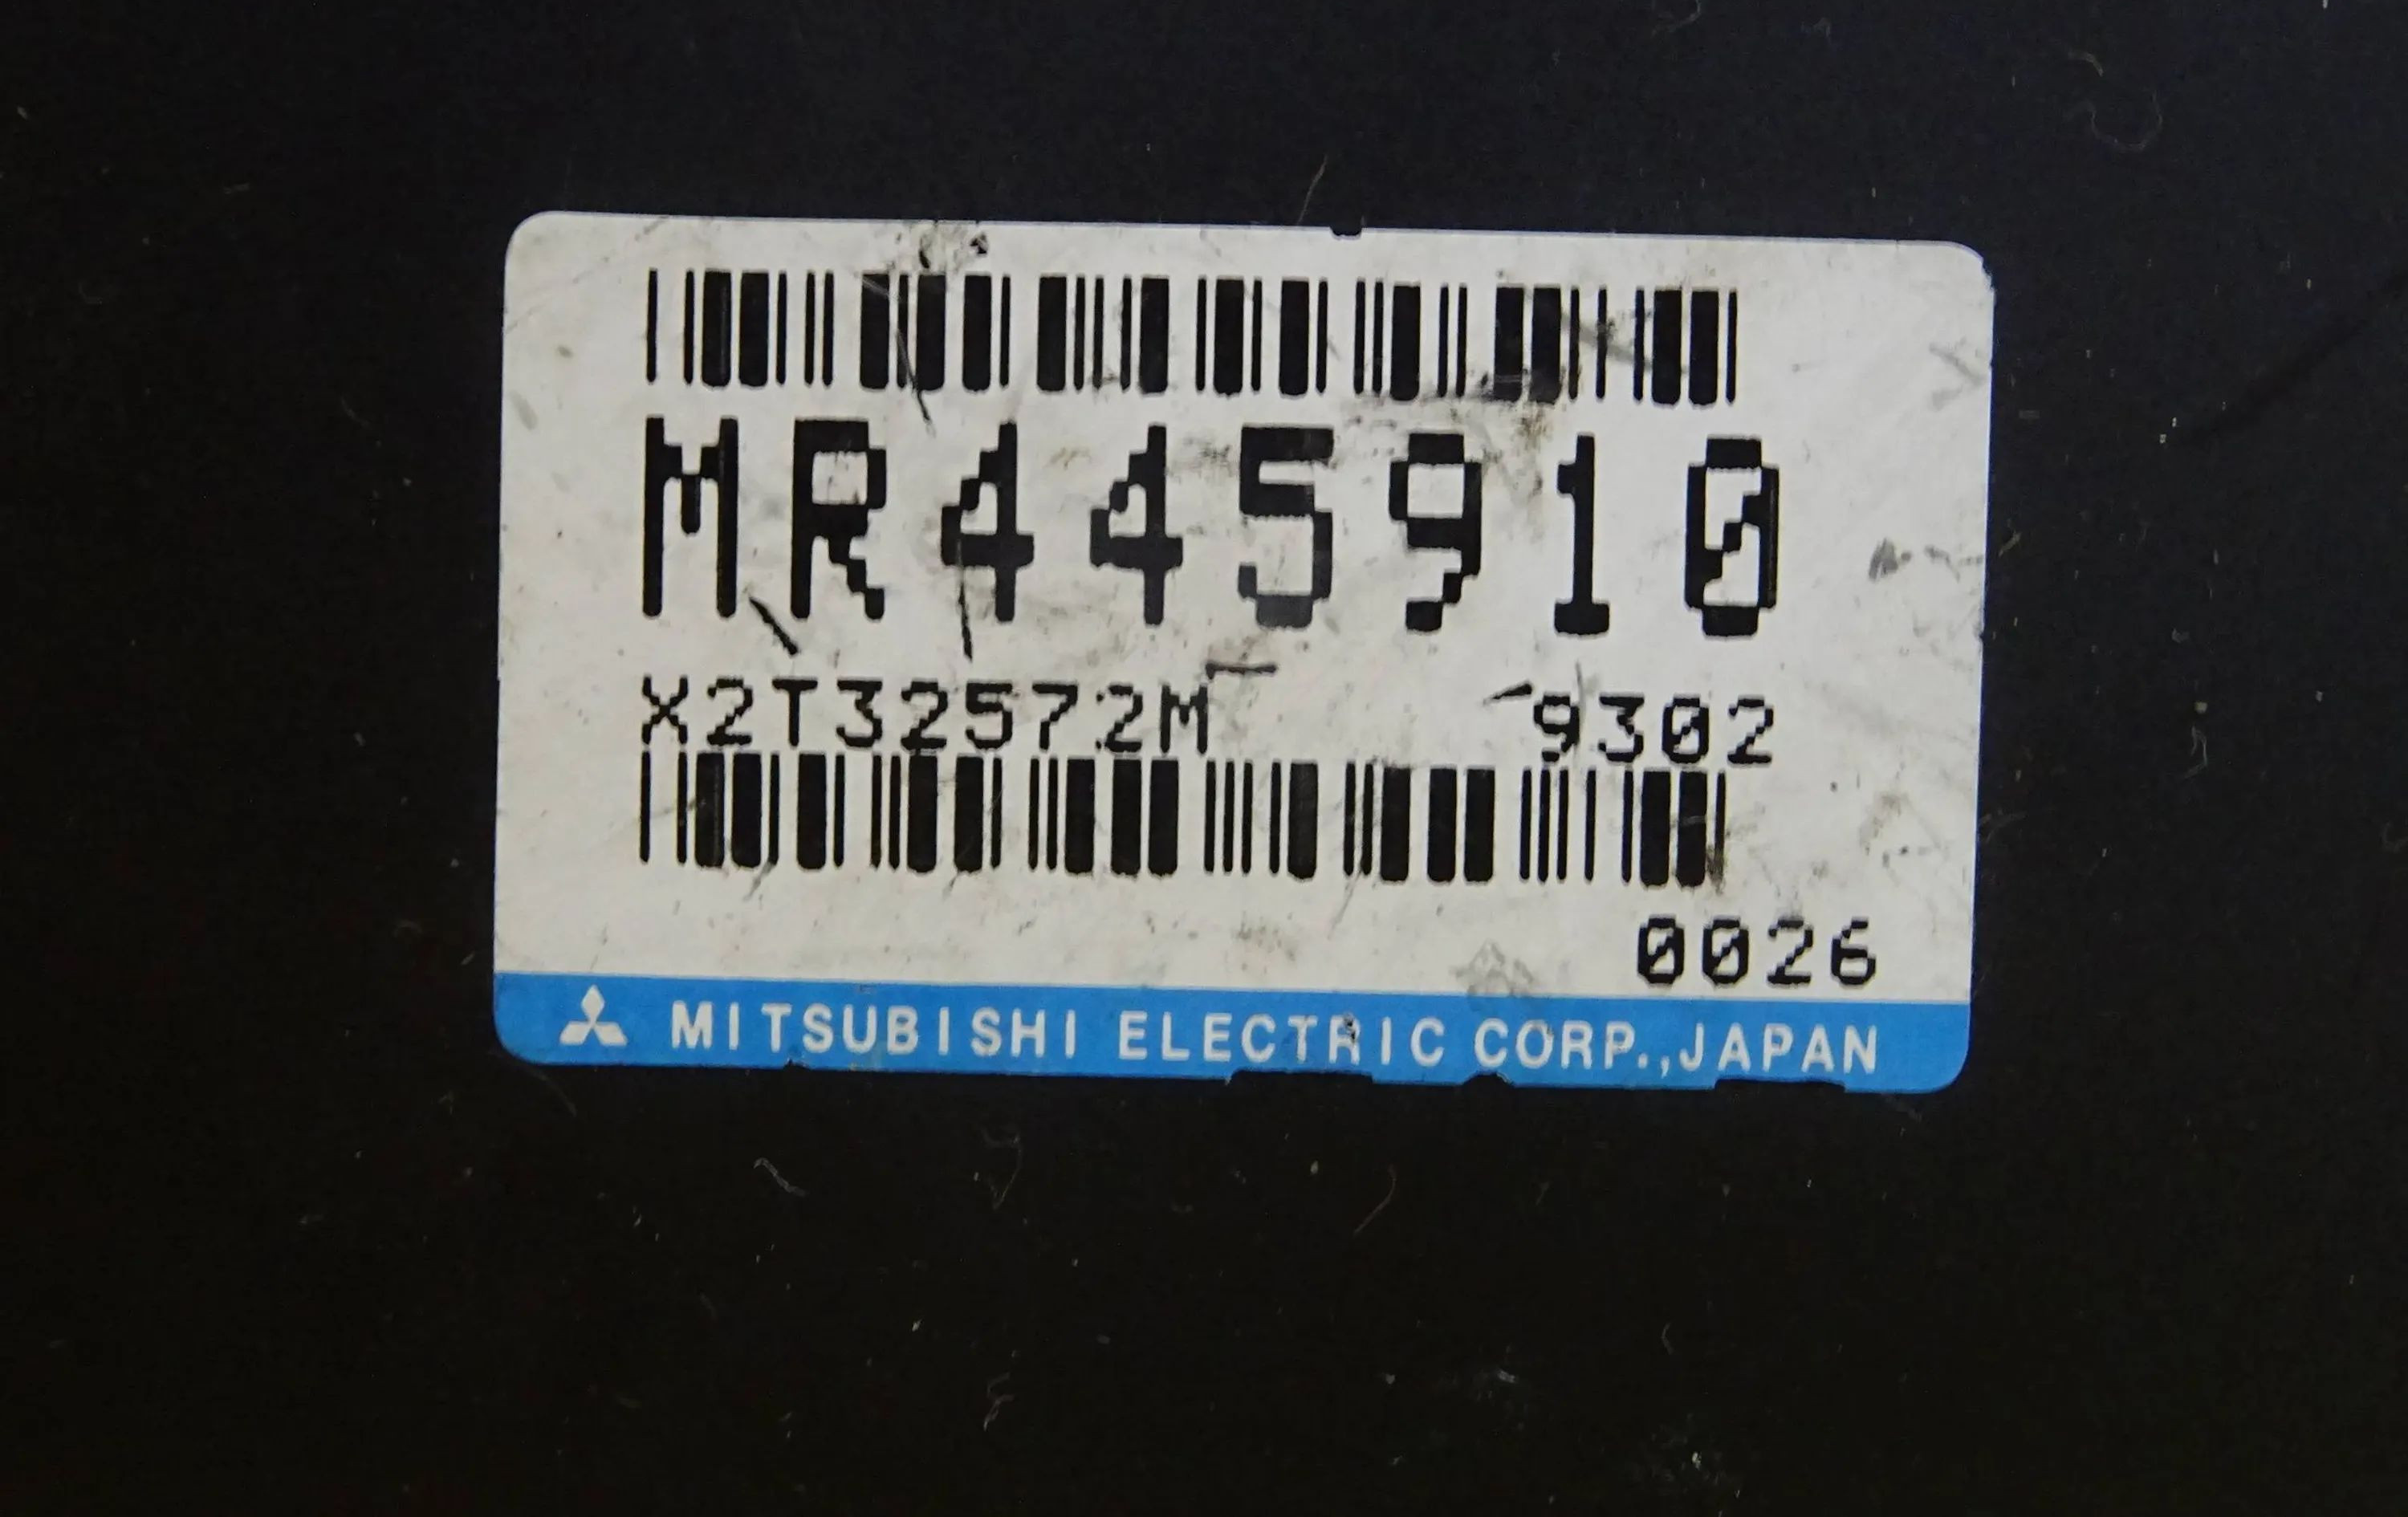 MR445910
X2T32572M 9302
0026
MITSUBISHI ELECTRIC CORP.,JAPAN